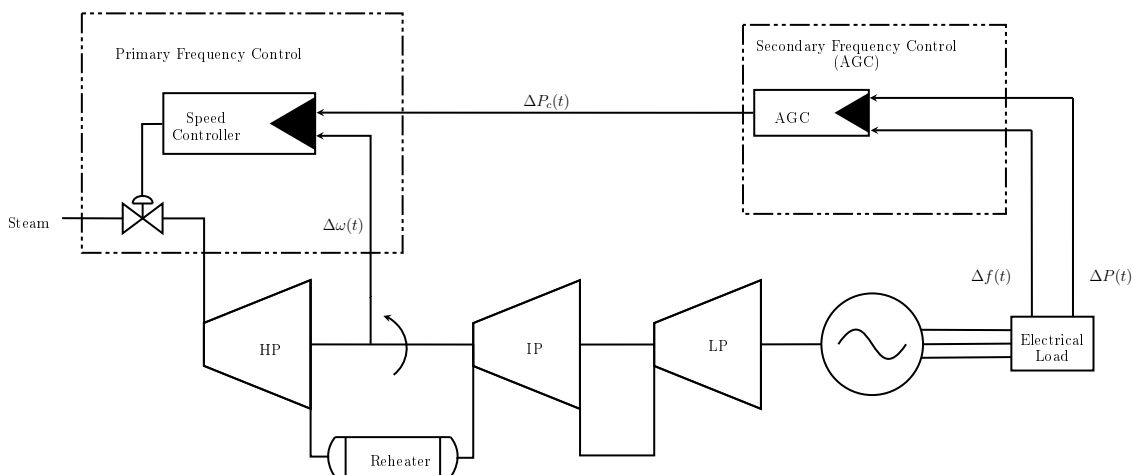 Primary Frequency Control
Secondary Frequency Control
(AGC)
ΔP_c(t)
Speed
Controller
AGC
Steam
Δω(t)
Δf(t)
ΔP(t)
HP
IP
LP
Electrical
Load
Reheater